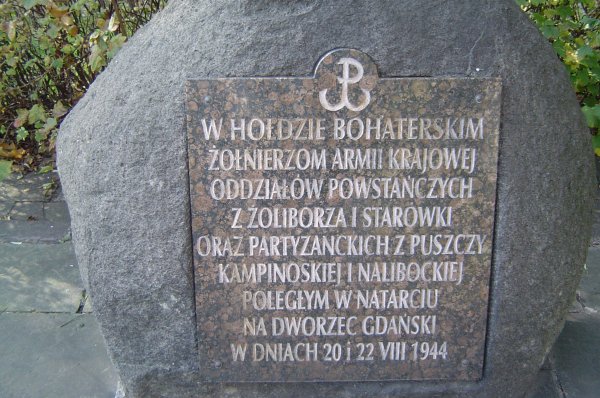 W HOŁDZIE BOHATERSKIM
ŻOŁNIERZOM ARMII KRAJOWEJ
ODDZIAŁÓW POWSTAŃCZYCH
Z ŻOLIBORZA I STARÓWKI
ORAZ PARTYZANCKICH Z PUSZCZY
KAMPINOSKIEJ I NALIBOCKIEJ
POLEGŁYM W NATARCIU
NA DWORZEC GDAŃSKI
W DNIACH 20 i 22 VIII 1944